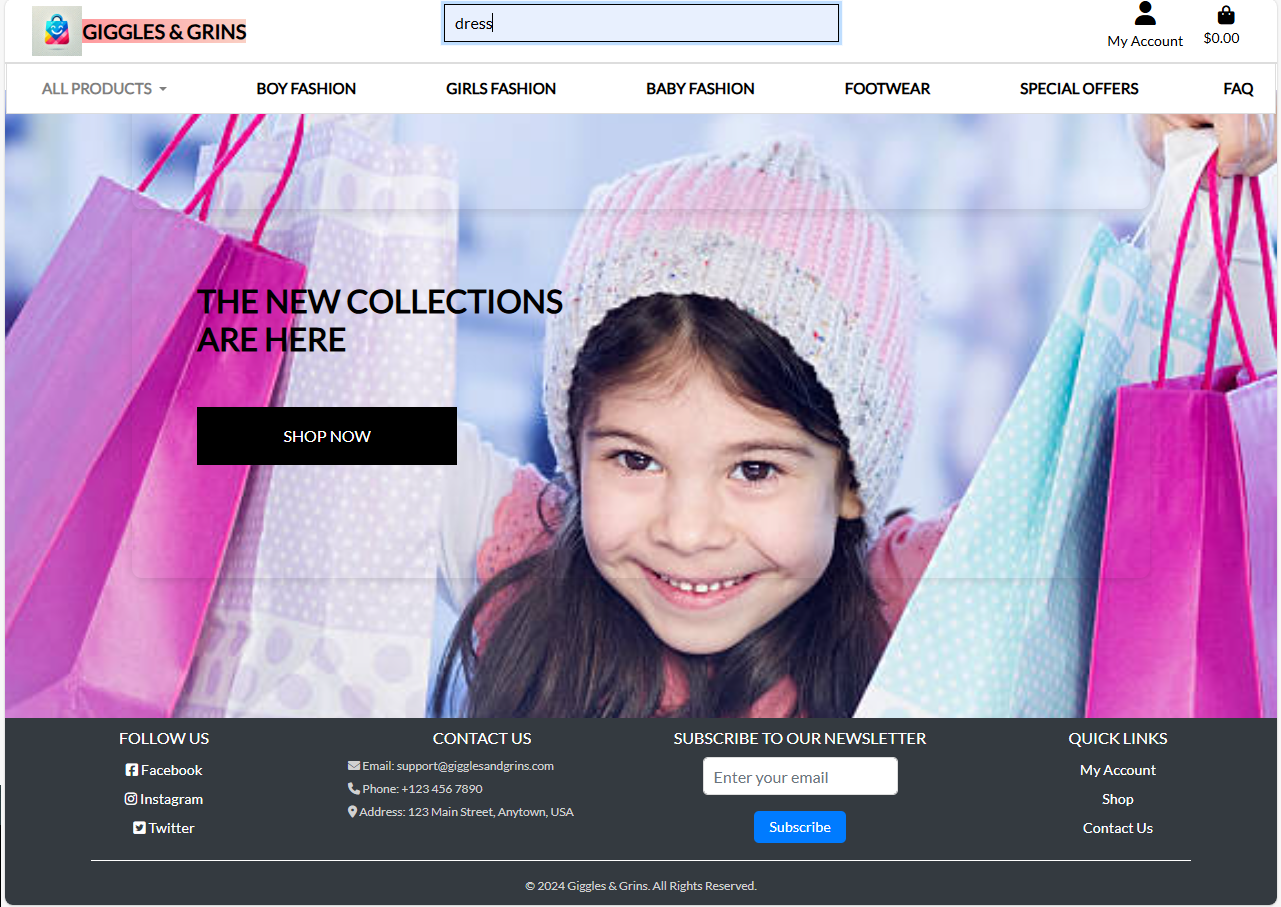 GIGGLES & GRINS
dress
My Account
$0.00
ALL PRODUCTS
BOY FASHION
GIRLS FASHION
BABY FASHION
FOOTWEAR
SPECIAL OFFERS
FAQ
THE NEW COLLECTIONS
ARE HERE
SHOP NOW
FOLLOW US
Facebook
Instagram
Twitter
CONTACT US
Email: support@gigglesandgrins.com
Phone: +123 456 7890
Address: 123 Main Street, Anytown, USA
SUBSCRIBE TO OUR NEWSLETTER
Enter your email
Subscribe
QUICK LINKS
My Account
Shop
Contact Us
© 2024 Giggles & Grins. All Rights Reserved.